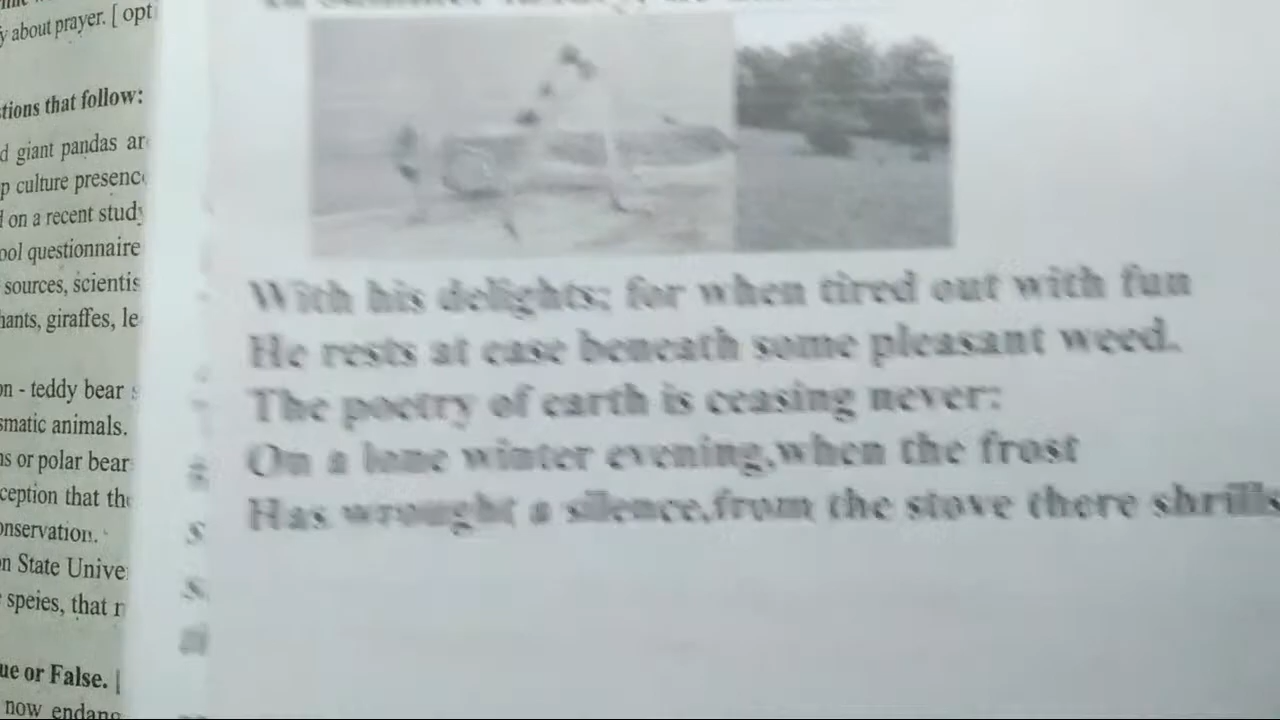 y about prayer. [ opt
tions that follow:
d giant pandas ar
p culture presenc
d on a recent study
ool questionnaire
sources, scientis
hants, giraffes, le
on - teddy bear s
smatic animals.
ns or polar bear
ception that the
onservation.
n State Unive
speies, that r
ue or False. [
now endang
With his delights; for when tired out with fun
He rests at ease beneath some pleasant weed.
The poetry of earth is ceasing never:
On a lone winter evening,when the frost
Has wrought a silence,from the stove there shrills